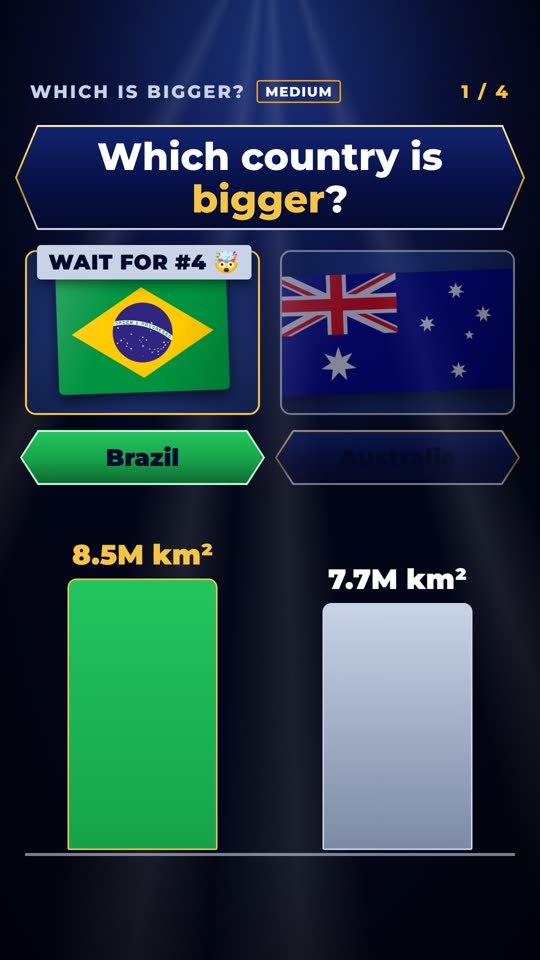 WHICH IS BIGGER?
MEDIUM
1 / 4
Which country is
bigger?
WAIT FOR #4 🤯
Brazil
Australia
8.5M km²
7.7M km²